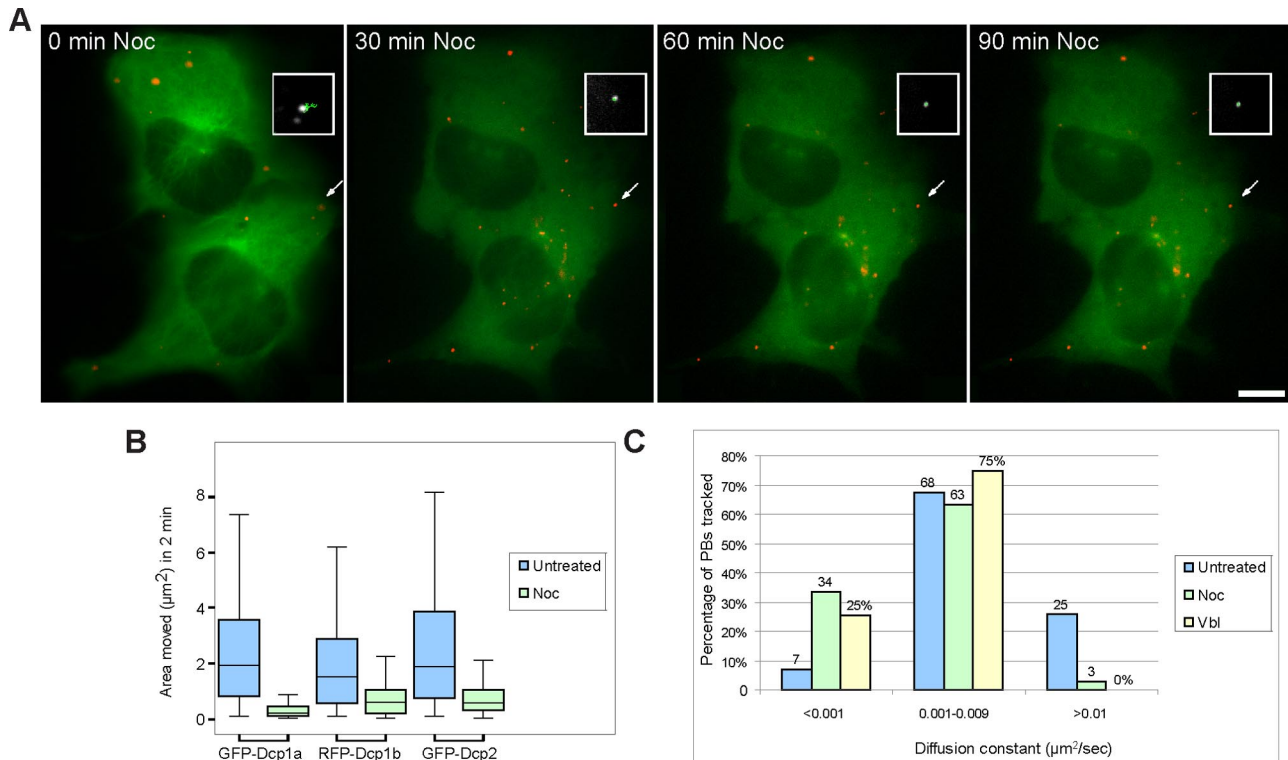 A
0 min Noc
30 min Noc
60 min Noc
90 min Noc
B
Area moved (µm²) in 2 min
8
6
4
2
0
GFP-Dcp1a
RFP-Dcp1b
GFP-Dcp2
Untreated
Noc
C
Percentage of PBs tracked
80%
70%
60%
50%
40%
30%
20%
10%
0
7
34
25%
68
63
75%
25
3
0%
<0.001
0.001-0.009
>0.01
Diffusion constant (µm²/sec)
Untreated
Noc
Vbl